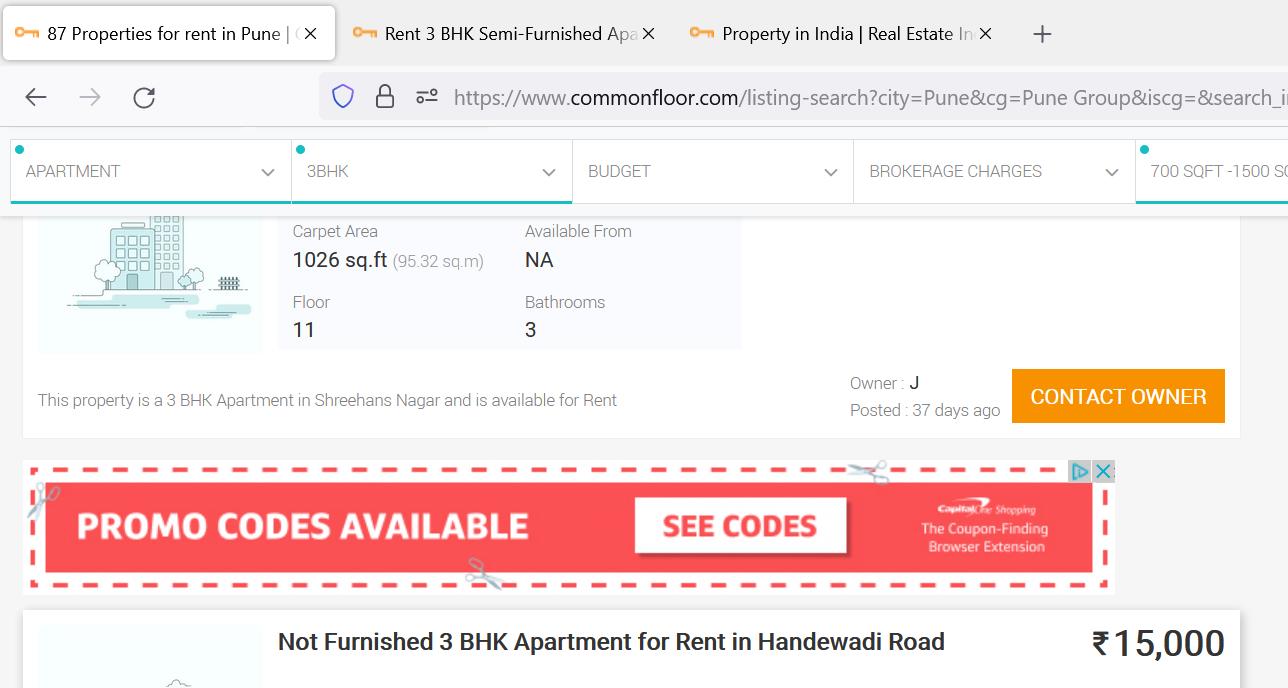 87 Properties for rent in Pune |
Rent 3 BHK Semi-Furnished Apa
Property in India | Real Estate In
https://www.commonfloor.com/listing-search?city=Pune&cg=Pune Group&iscg=&search_i
APARTMENT
3BHK
BUDGET
BROKERAGE CHARGES
700 SQFT -1500 SQ
Carpet Area
Available From
1026 sq.ft (95.32 sq.m)
NA
Floor
Bathrooms
11
3
This property is a 3 BHK Apartment in Shreehans Nagar and is available for Rent
Owner : J
Posted : 37 days ago
CONTACT OWNER
PROMO CODES AVAILABLE
SEE CODES
CapitalOne Shopping
The Coupon-Finding
Browser Extension
Not Furnished 3 BHK Apartment for Rent in Handewadi Road
₹15,000